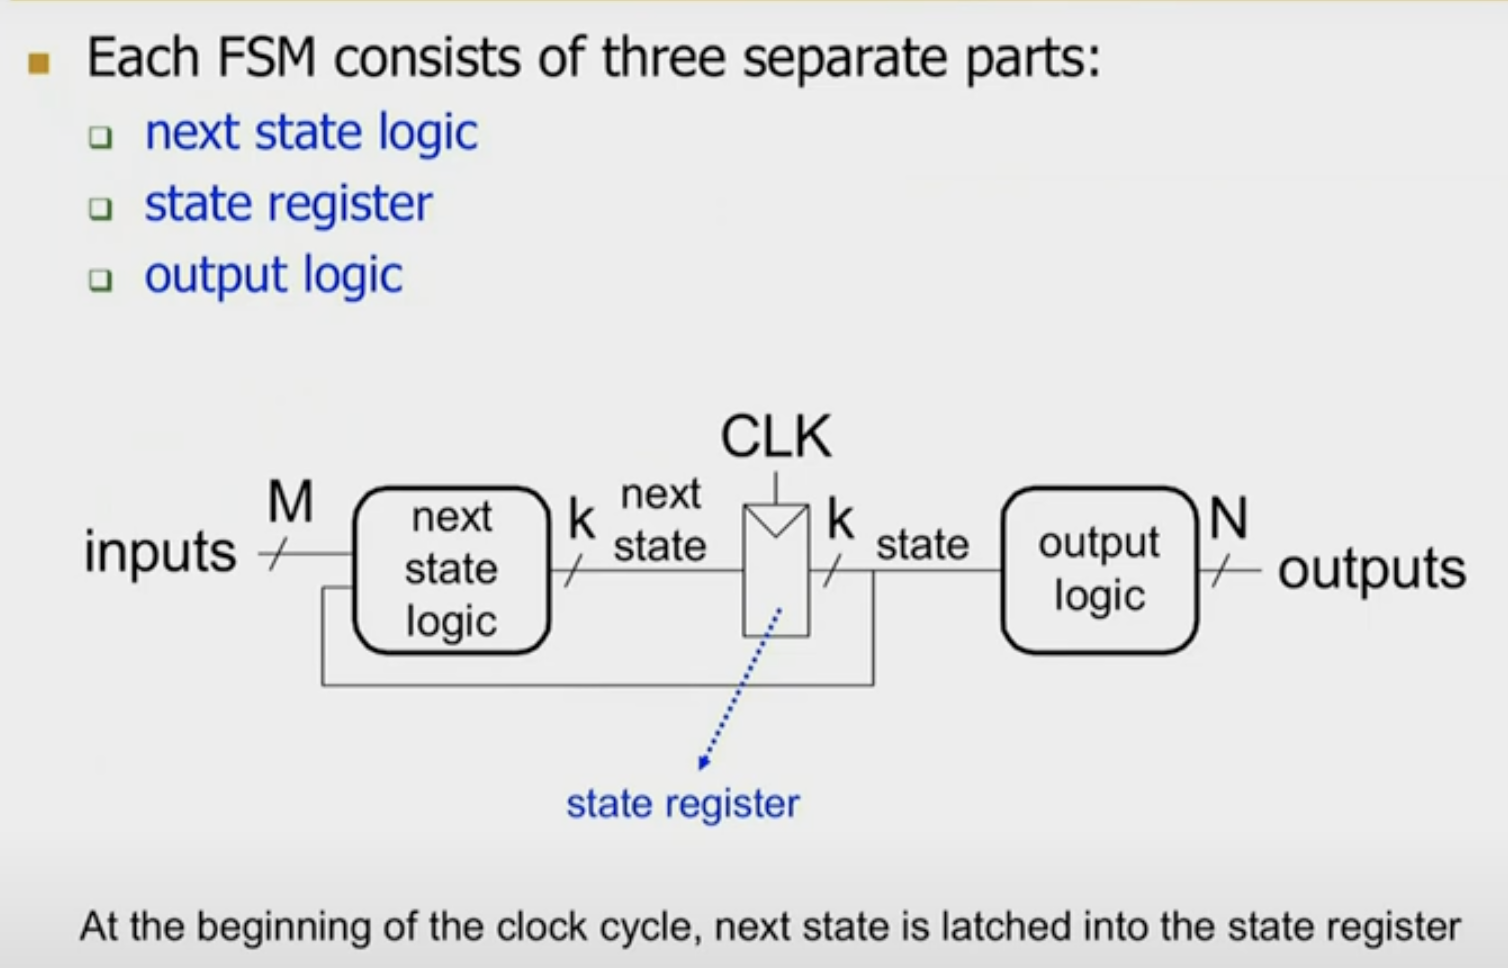 Each FSM consists of three separate parts:
next state logic
state register
output logic
CLK
M
next
state
logic
k
next
state
k
state
output
logic
N
inputs
outputs
state register
At the beginning of the clock cycle, next state is latched into the state register